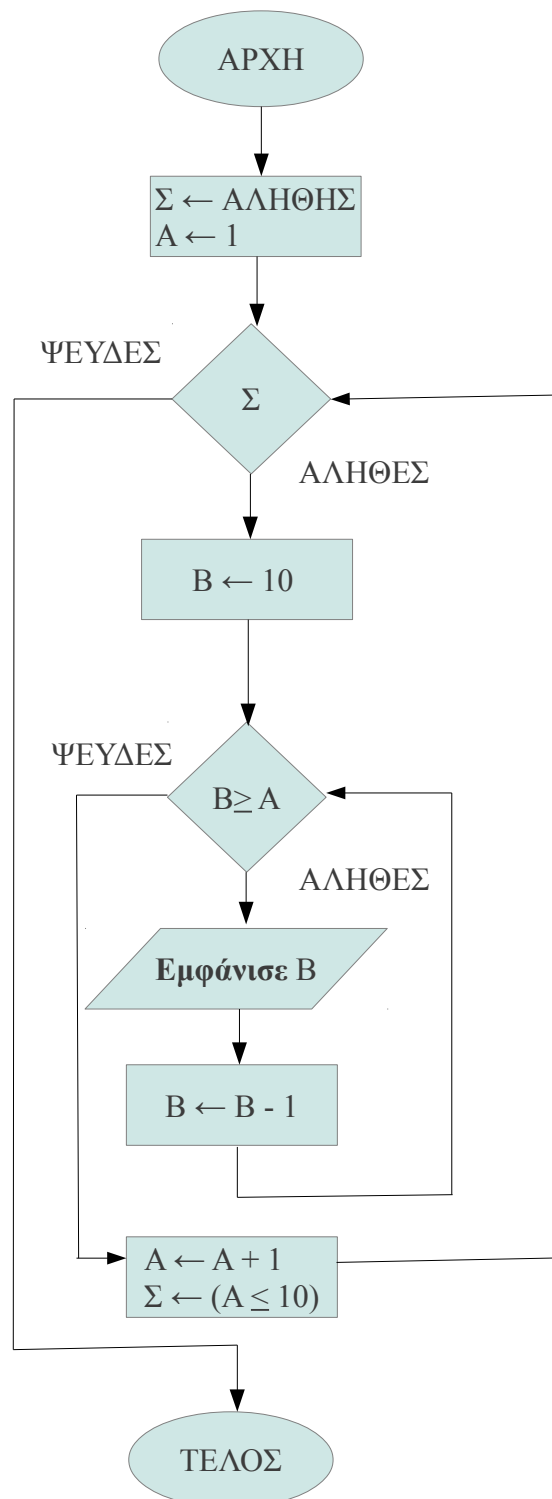 ΑΡΧΗ
Σ ← ΑΛΗΘΗΣ
Α ← 1
ΨΕΥΔΕΣ
Σ
ΑΛΗΘΕΣ
Β ← 10
ΨΕΥΔΕΣ
Β≥ Α
ΑΛΗΘΕΣ
Εμφάνισε Β
Β ← Β - 1
Α ← Α + 1
Σ ← (Α ≤ 10)
ΤΕΛΟΣ